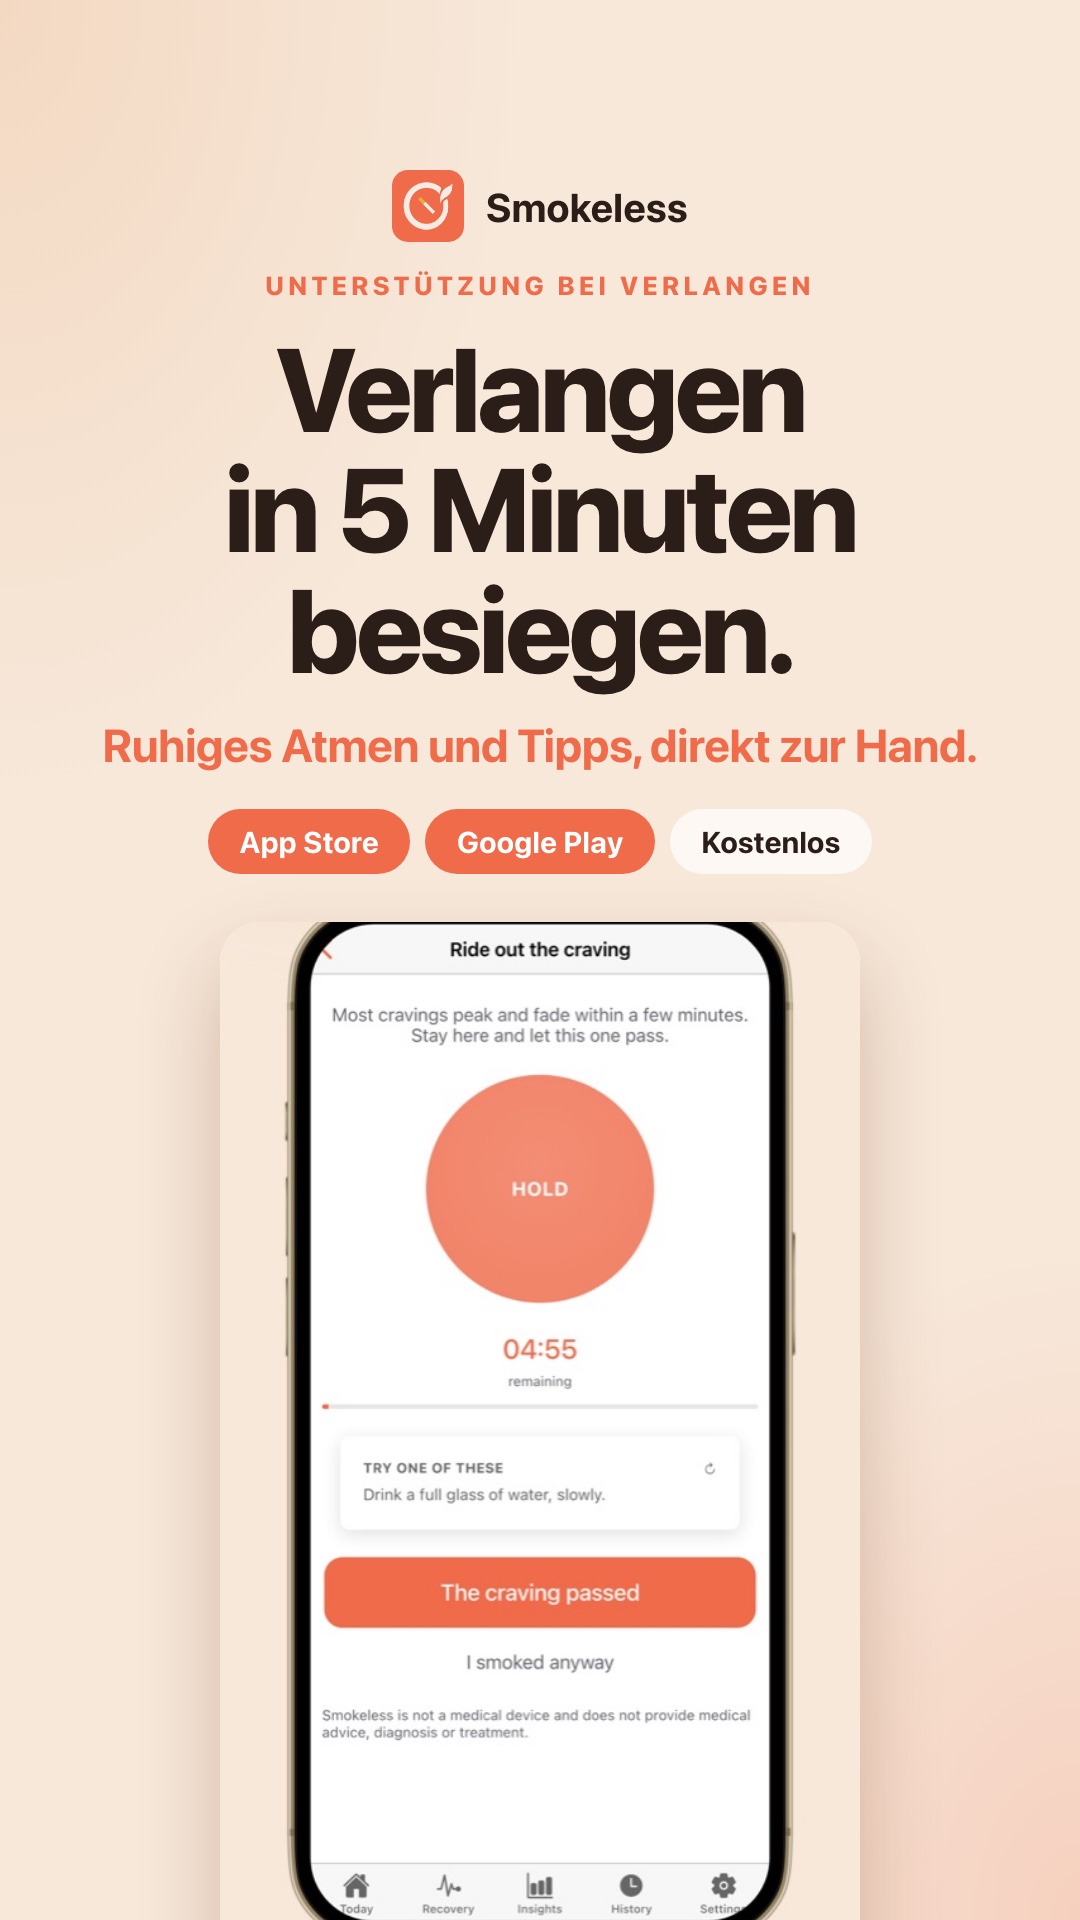 Smokeless
UNTERSTÜTZUNG BEI VERLANGEN
Verlangen
in 5 Minuten
besiegen.
Ruhiges Atmen und Tipps, direkt zur Hand.
App Store Google Play Kostenlos
Ride out the craving
Most cravings peak and fade within a few minutes.
Stay here and let this one pass.
HOLD
04:55
remaining
TRY ONE OF THESE
Drink a full glass of water, slowly.
The craving passed
I smoked anyway
Smokeless is not a medical device and does not provide medical
advice, diagnosis or treatment.
Today Recovery Insights History Settings